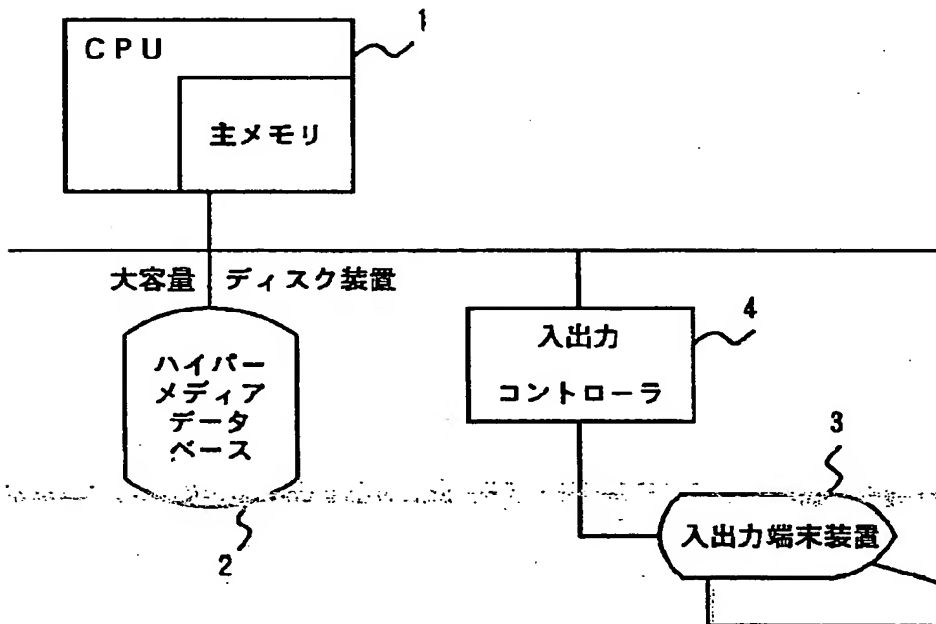 1
CPU
主メモリ
大容量 ディスク装置
4
入出力
コントローラ
ハイパー
メディア
データ
ベース
3
入出力端末装置
2